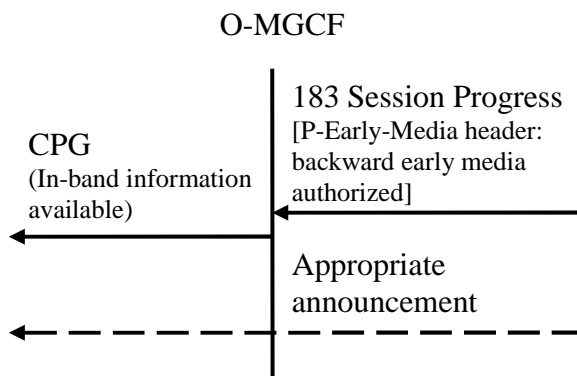 O-MGCF
183 Session Progress
[P-Early-Media header:
backward early media
authorized]
CPG
(In-band information
available)
Appropriate
announcement